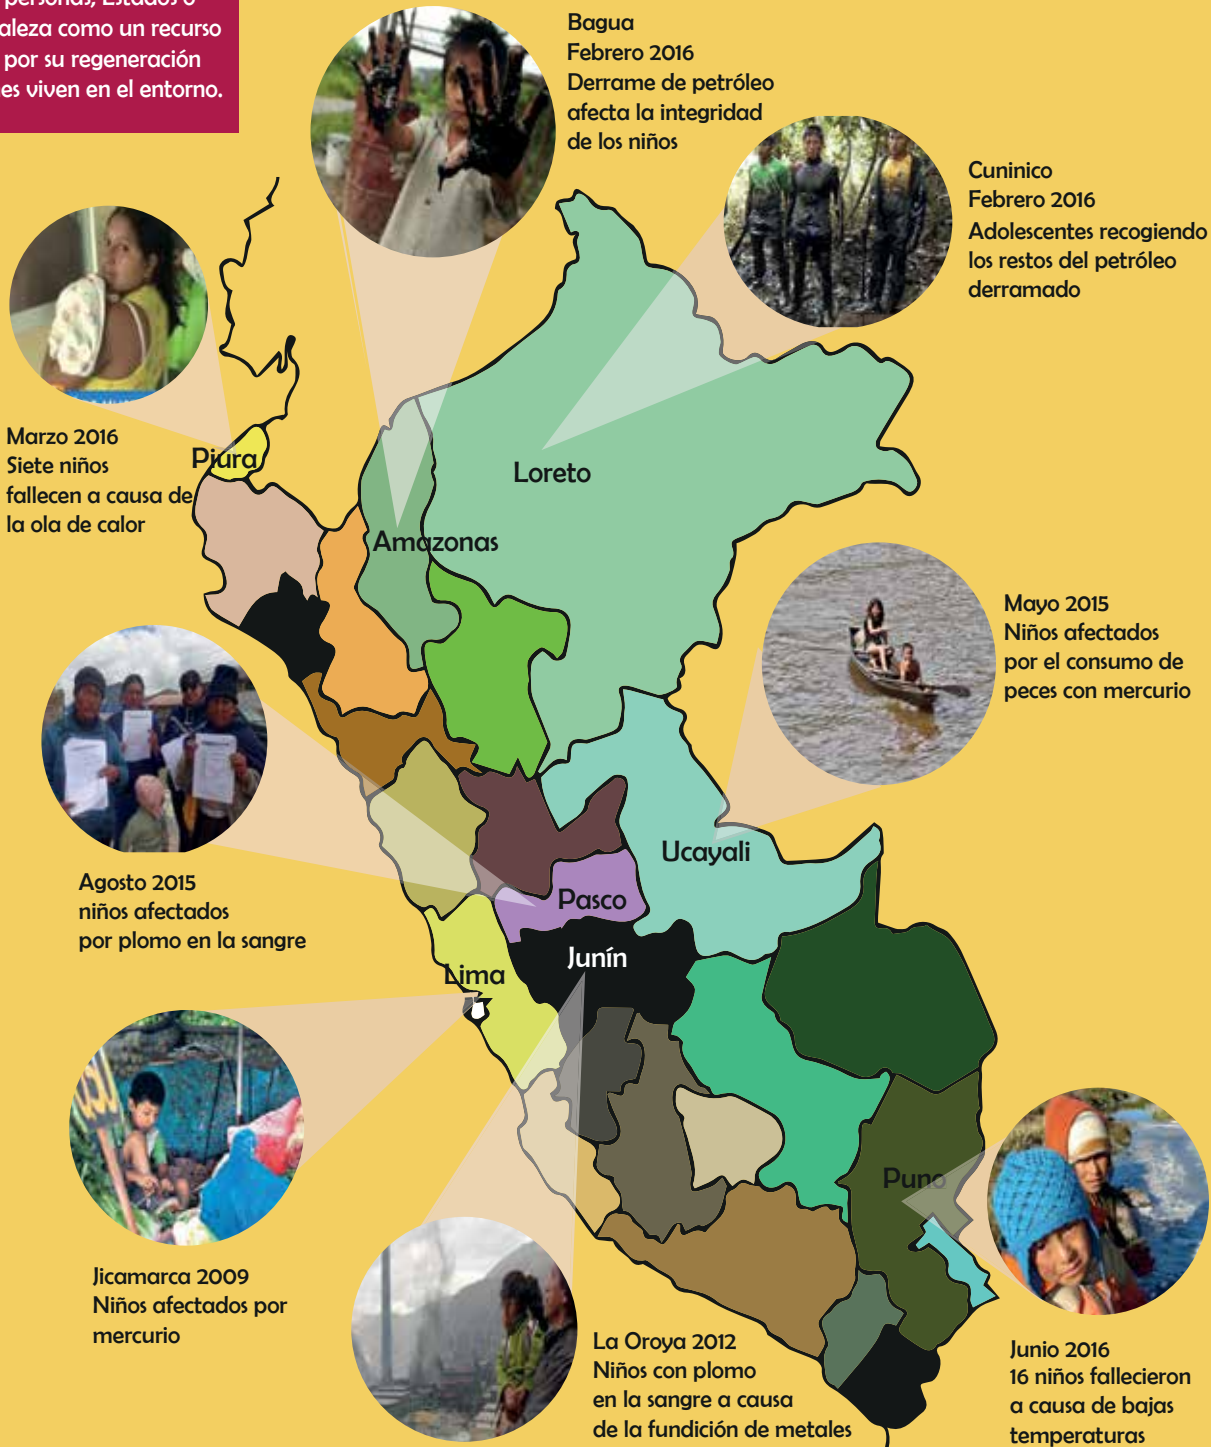 personas, Estados o
aleza como un recurso
por su regeneración
es viven en el entorno.
Bagua
Febrero 2016
Derrame de petróleo
afecta la integridad
de los niños
Cuninico
Febrero 2016
Adolescentes recogiendo
los restos del petróleo
derramado
Marzo 2016
Siete niños
fallecen a causa de
la ola de calor
Piura
Loreto
Amazonas
Mayo 2015
Niños afectados
por el consumo de
peces con mercurio
Ucayali
Agosto 2015
niños afectados
por plomo en la sangre
Pasco
Junín
Lima
Puno
Jicamarca 2009
Niños afectados por
mercurio
La Oroya 2012
Niños con plomo
en la sangre a causa
de la fundición de metales
Junio 2016
16 niños fallecieron
a causa de bajas
temperaturas